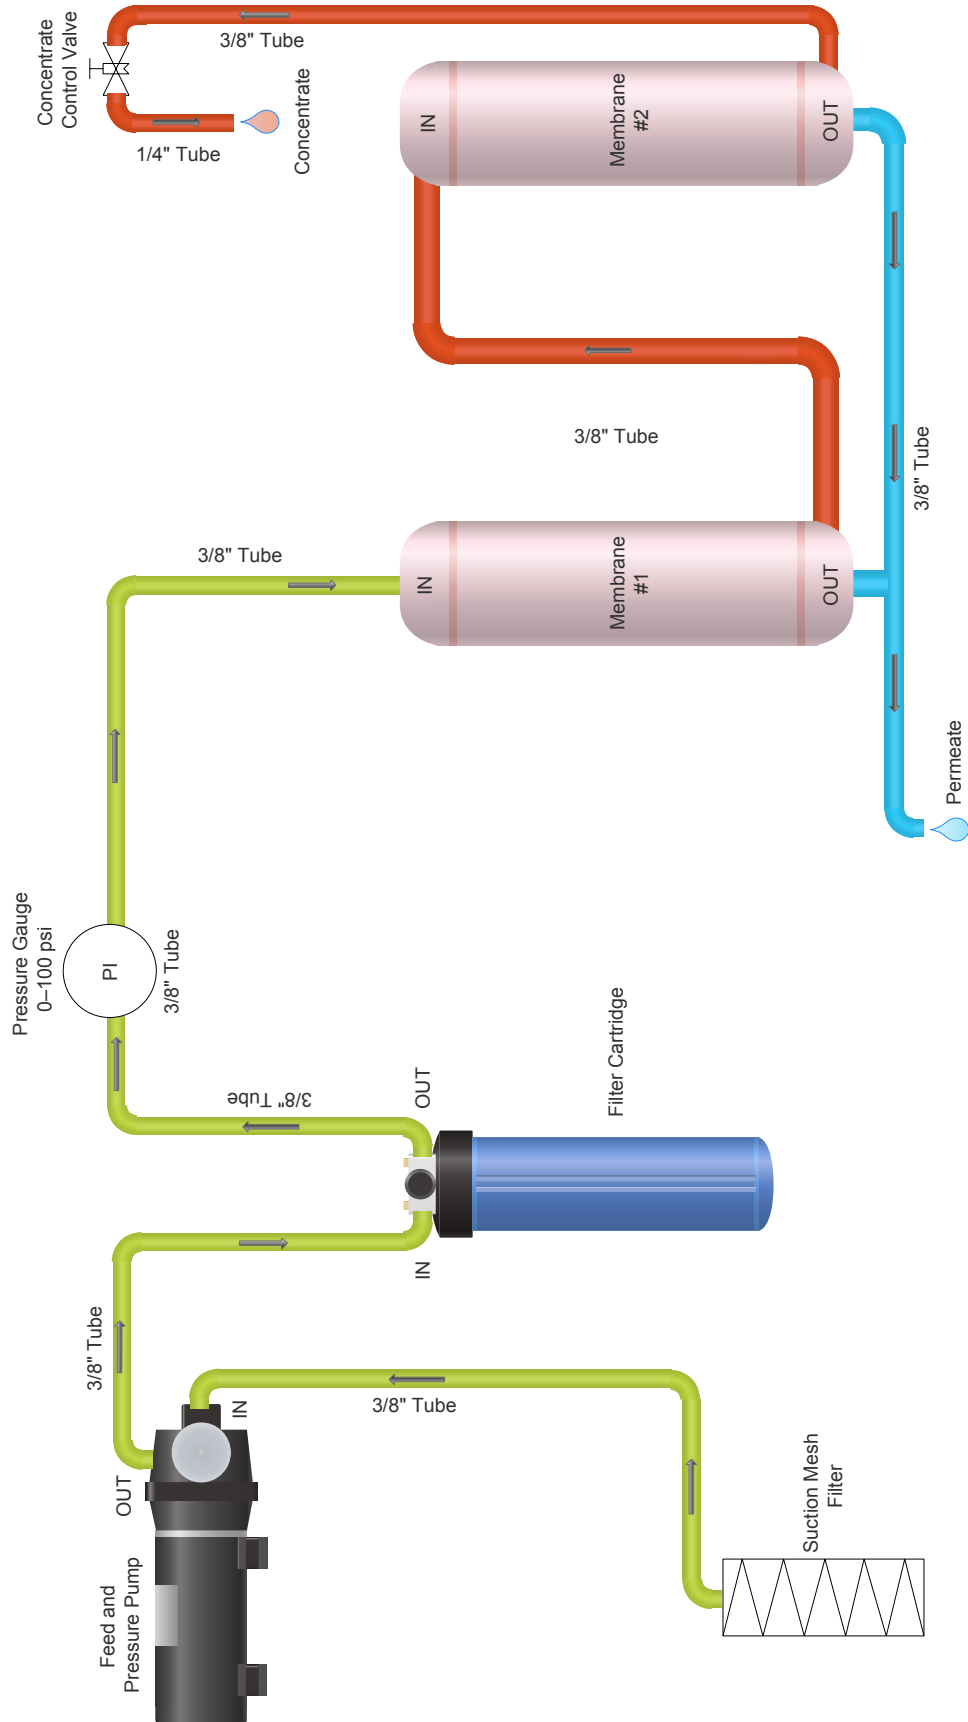 Concentrate
Control Valve
3/8" Tube
1/4" Tube
Concentrate
IN
Membrane
#2
OUT
3/8" Tube
3/8" Tube
3/8" Tube
IN
Membrane
#1
OUT
Permeate
Pressure Gauge
0–100 psi
PI
3/8" Tube
3/8" Tube
OUT
Filter Cartridge
IN
3/8" Tube
IN
3/8" Tube
OUT
Feed and
Pressure Pump
Suction Mesh
Filter